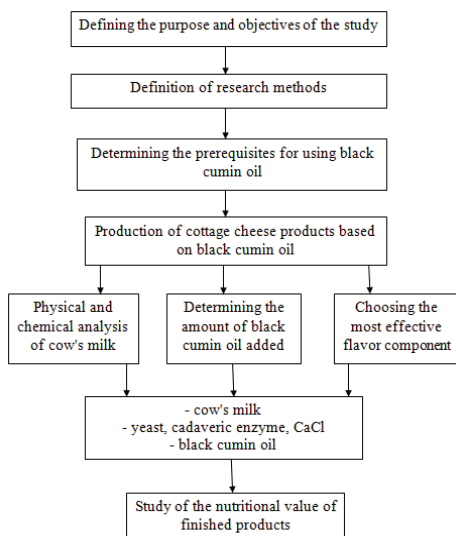 Defining the purpose and objectives of the study
Definition of research methods
Determining the prerequisites for using black
cumin oil
Production of cottage cheese products based
on black cumin oil
Physical and
chemical analysis
of cow's milk
Determining the
amount of black
cumin oil added
Choosing the
most effective
flavor component
- cow's milk
- yeast, cadaveric enzyme, CaCl
- black cumin oil
Study of the nutritional value of
finished products